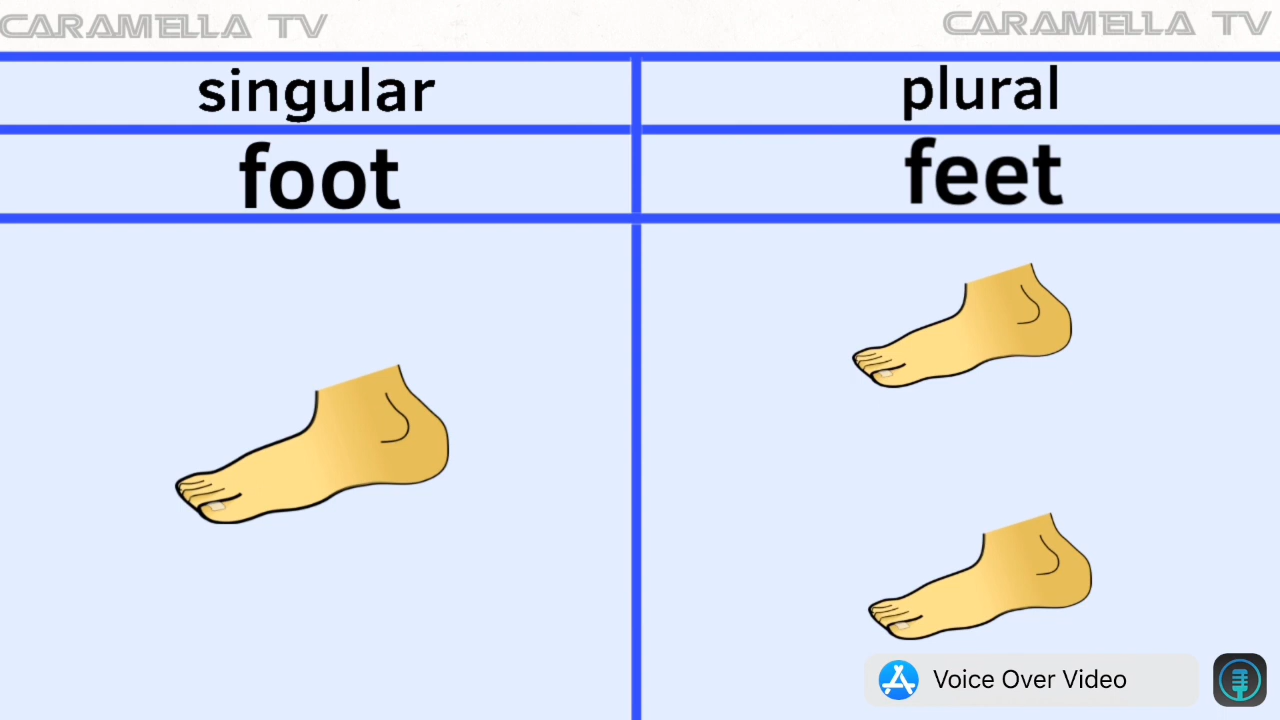 CARAMELLA TV
CARAMELLA TV
singular
plural
foot
feet
Voice Over Video